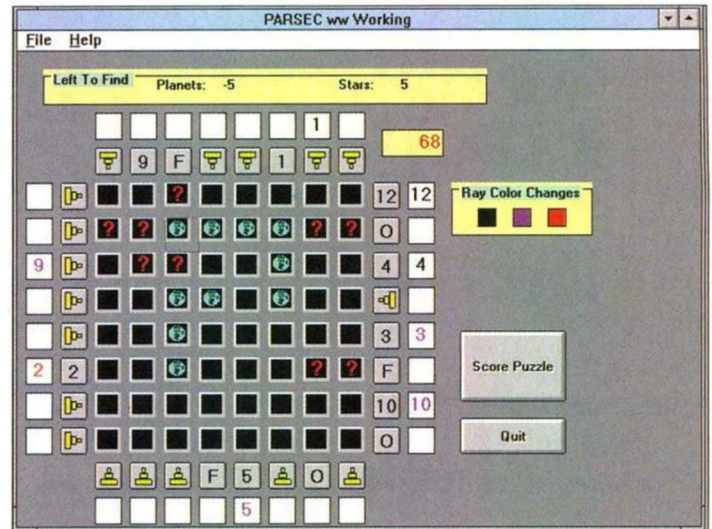 PARSEC ww Working
File Help
Left To Find Planets: -5 Stars: 5
1
9 F 1 68
? 12 12 Ray Color Changes
? ? ? ? O
9 ? ? 4 4
3 3
2 2 ? ? F Score Puzzle
10 10
O Quit
F 5 O
5